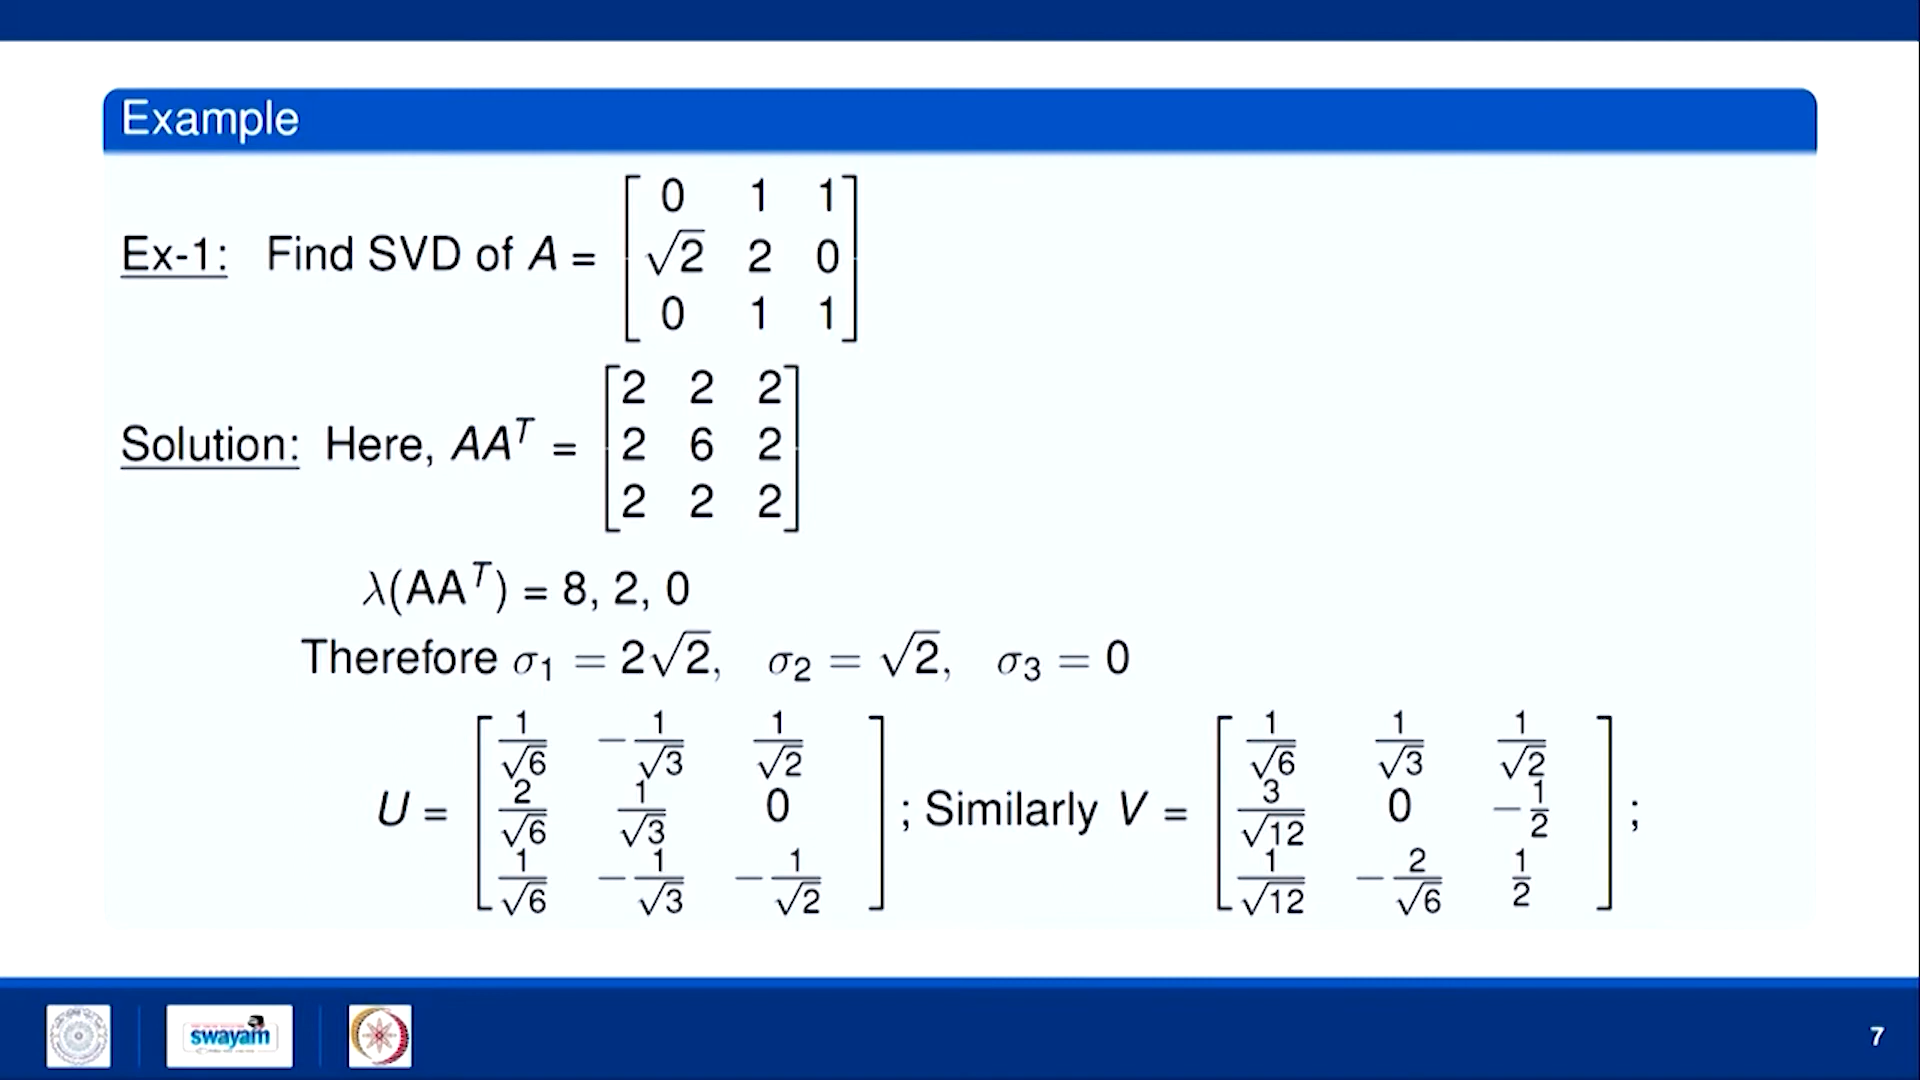 Example
Ex-1: Find SVD of A = [0 1 1; √2 2 0; 0 1 1]
Solution: Here, AAᵀ = [2 2 2; 2 6 2; 2 2 2]
λ(AAᵀ) = 8, 2, 0
Therefore σ₁ = 2√2, σ₂ = √2, σ₃ = 0
U = [1/√6 −1/√3 1/√2; 2/√6 1/√3 0; 1/√6 −1/√3 −1/√2]; Similarly V = [1/√6 1/√3 1/√2; 3/√12 0 −1/2; 1/√12 −2/√6 1/2];
swayam
7